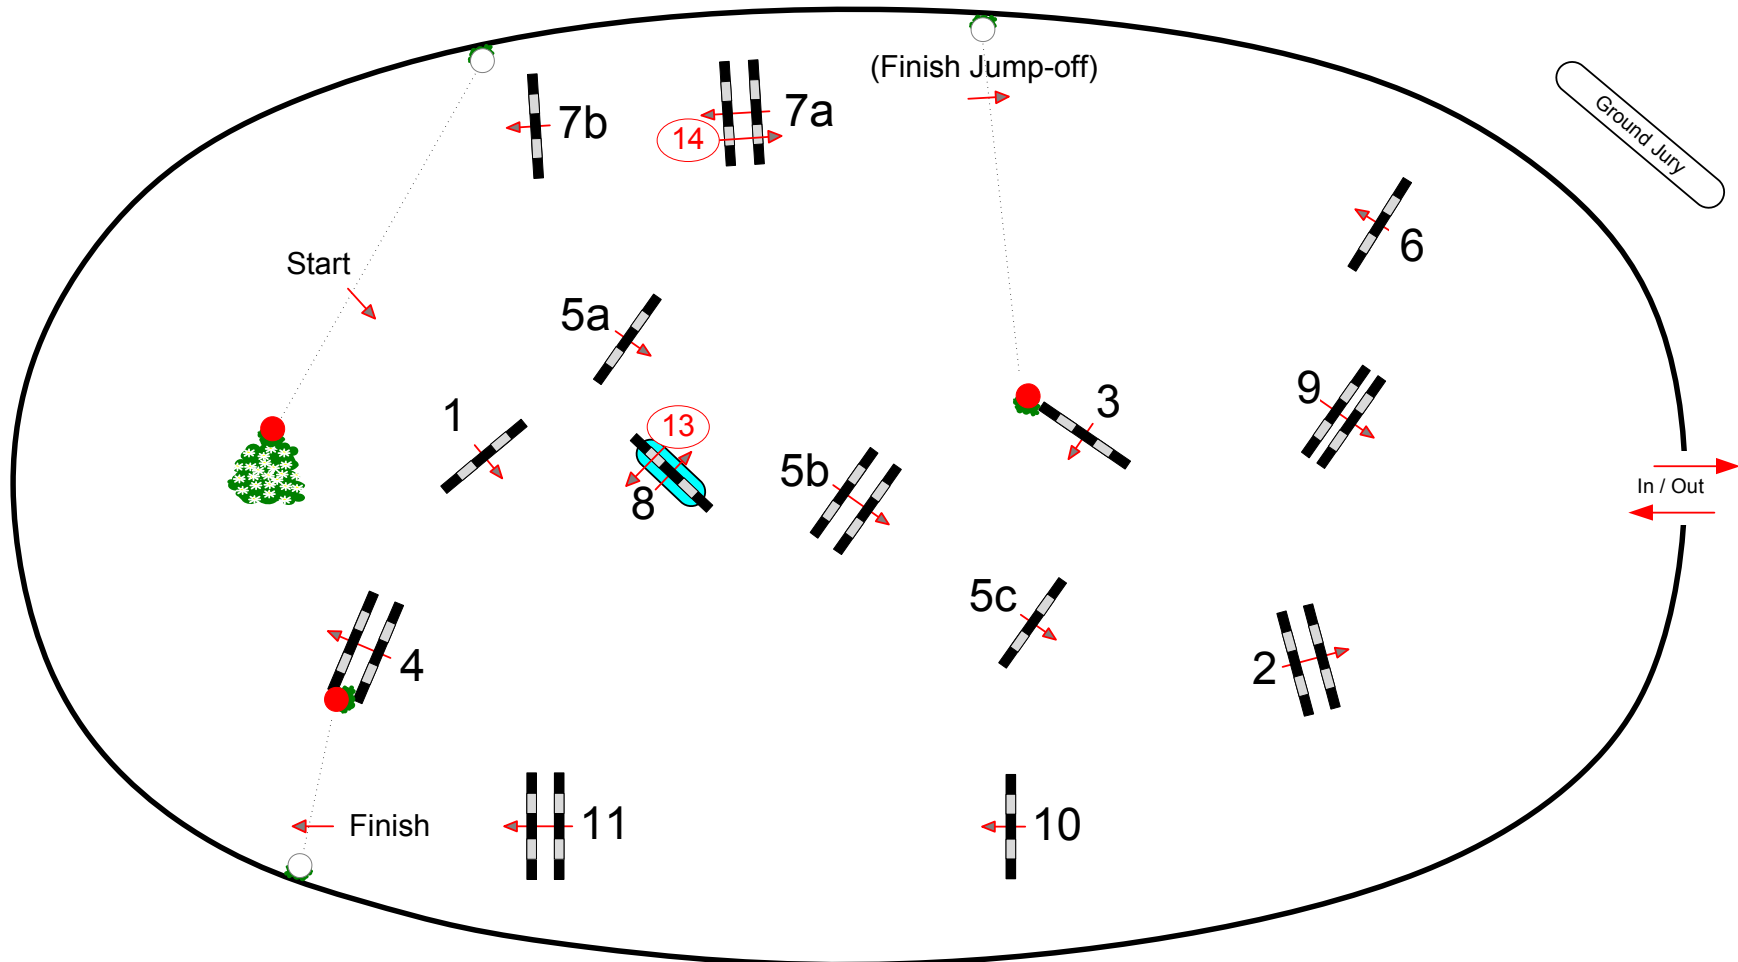 (Finish Jump-off)
Ground Jury
7b
7a
14
6
Start
5a
9
3
1
13
5b
8
In / Out
5c
4
2
Finish
11
10